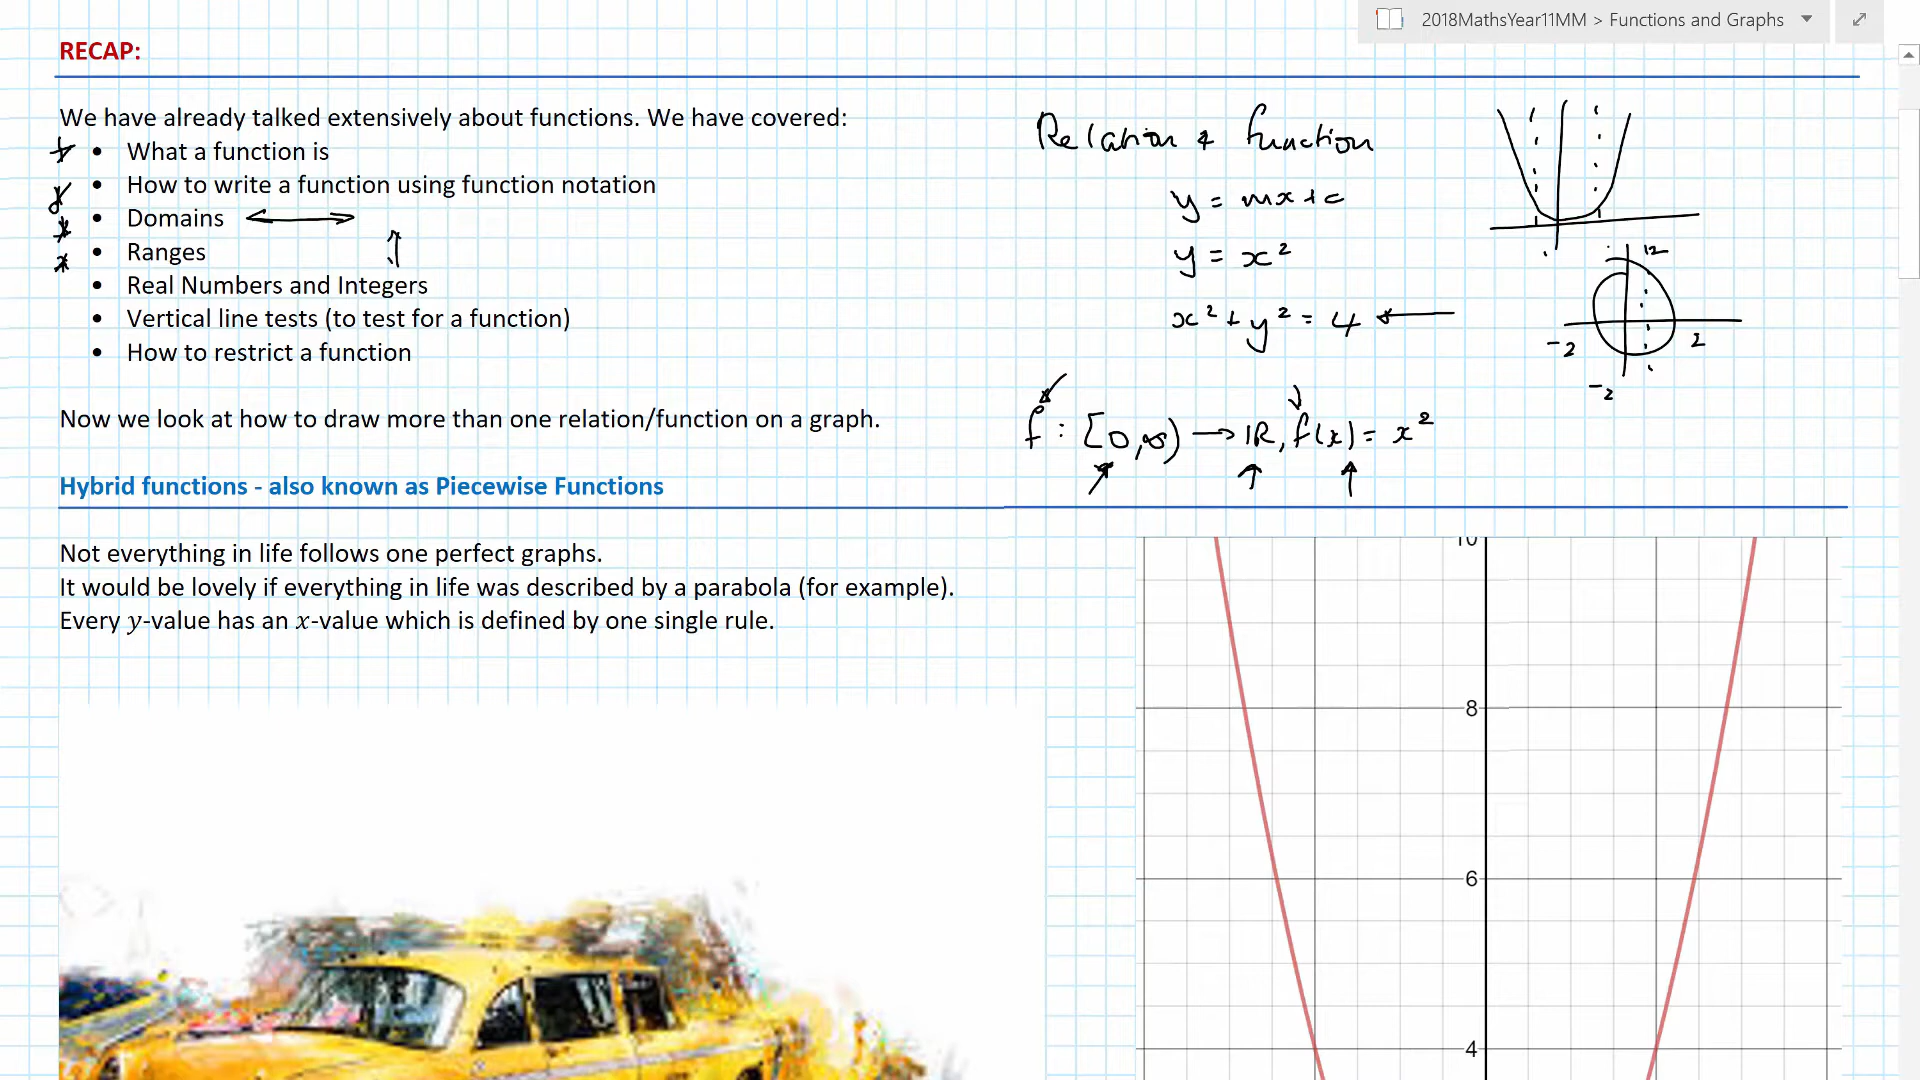 2018MathsYear11MM > Functions and Graphs
RECAP:
We have already talked extensively about functions. We have covered:
• What a function is
• How to write a function using function notation
• Domains
• Ranges
• Real Numbers and Integers
• Vertical line tests (to test for a function)
• How to restrict a function
Now we look at how to draw more than one relation/function on a graph.
Relation & function
y = mx + c
y = x²
x² + y² = 4
-2
2
-2
f : [0,∞) → ℝ, f(x) = x²
Hybrid functions - also known as Piecewise Functions
Not everything in life follows one perfect graphs.
It would be lovely if everything in life was described by a parabola (for example).
Every y-value has an x-value which is defined by one single rule.
10
8
6
4